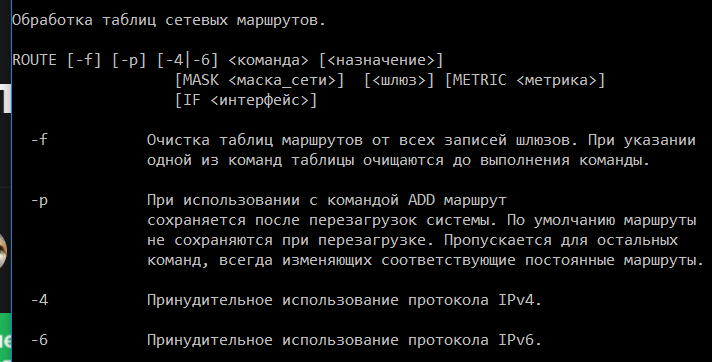 Обработка таблиц сетевых маршрутов.
ROUTE [-f] [-p] [-4|-6] <команда> [<назначение>]
[MASK <маска_сети>] [<шлюз>] [METRIC <метрика>]
[IF <интерфейс>]
-f Очистка таблиц маршрутов от всех записей шлюзов. При указании
одной из команд таблицы очищаются до выполнения команды.
-p При использовании с командой ADD маршрут
сохраняется после перезагрузок системы. По умолчанию маршруты
не сохраняются при перезагрузке. Пропускается для остальных
команд, всегда изменяющих соответствующие постоянные маршруты.
-4 Принудительное использование протокола IPv4.
-6 Принудительное использование протокола IPv6.